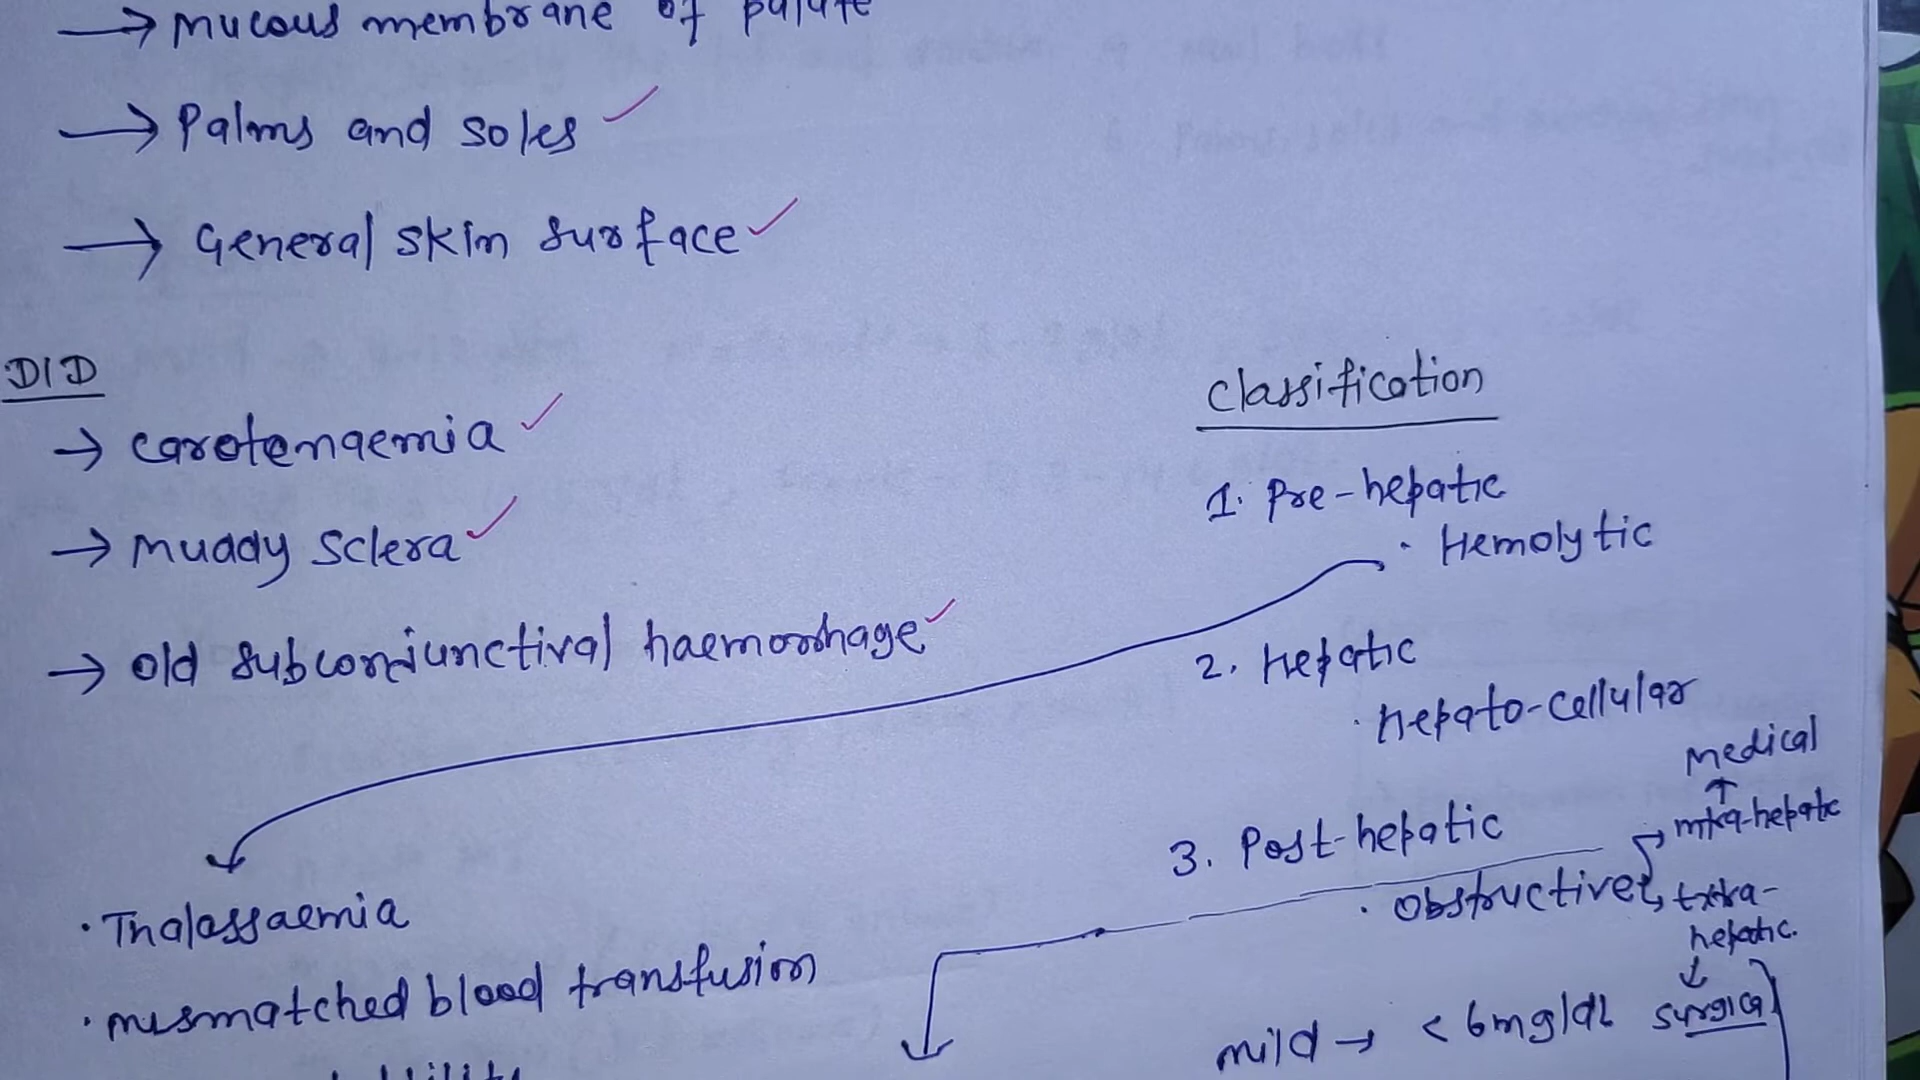 → Mucous membrane of palate
→ Palms and soles
→ General skin surface
D/D
→ carotenaemia
→ Muddy sclera
→ old subconjunctival haemorrhage
Classification
1. Pre-hepatic
· Hemolytic
2. Hepatic
· Hepato-cellular
3. Post-hepatic
· Obstructive
Medical
↑
intra-hepatic
Extra-
hepatic.
↓
surgical
· Thalassaemia
· mismatched blood transfusion
mild → < 6mg/dL